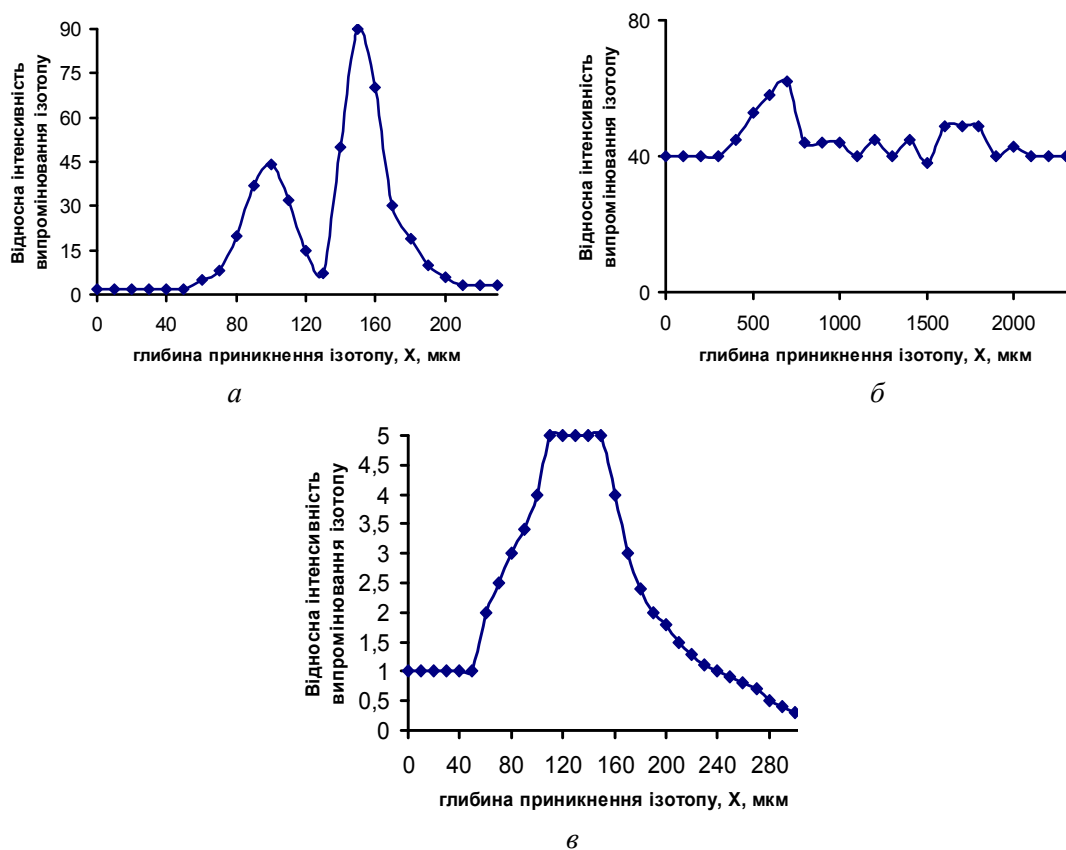 Відносна інтенсивність
випромінювання ізотопу
90
75
60
45
30
15
0
0 40 80 120 160 200
глибина приникнення ізотопу, X, мкм
а
Відносна інтенсивність
випромінювання ізотопу
80
40
0
0 500 1000 1500 2000
глибина приникнення ізотопу, X, мкм
б
Відносна інтенсивність
випромінювання ізотопу
5
4,5
4
3,5
3
2,5
2
1,5
1
0,5
0
0 40 80 120 160 200 240 280
глибина приникнення ізотопу, X, мкм
в